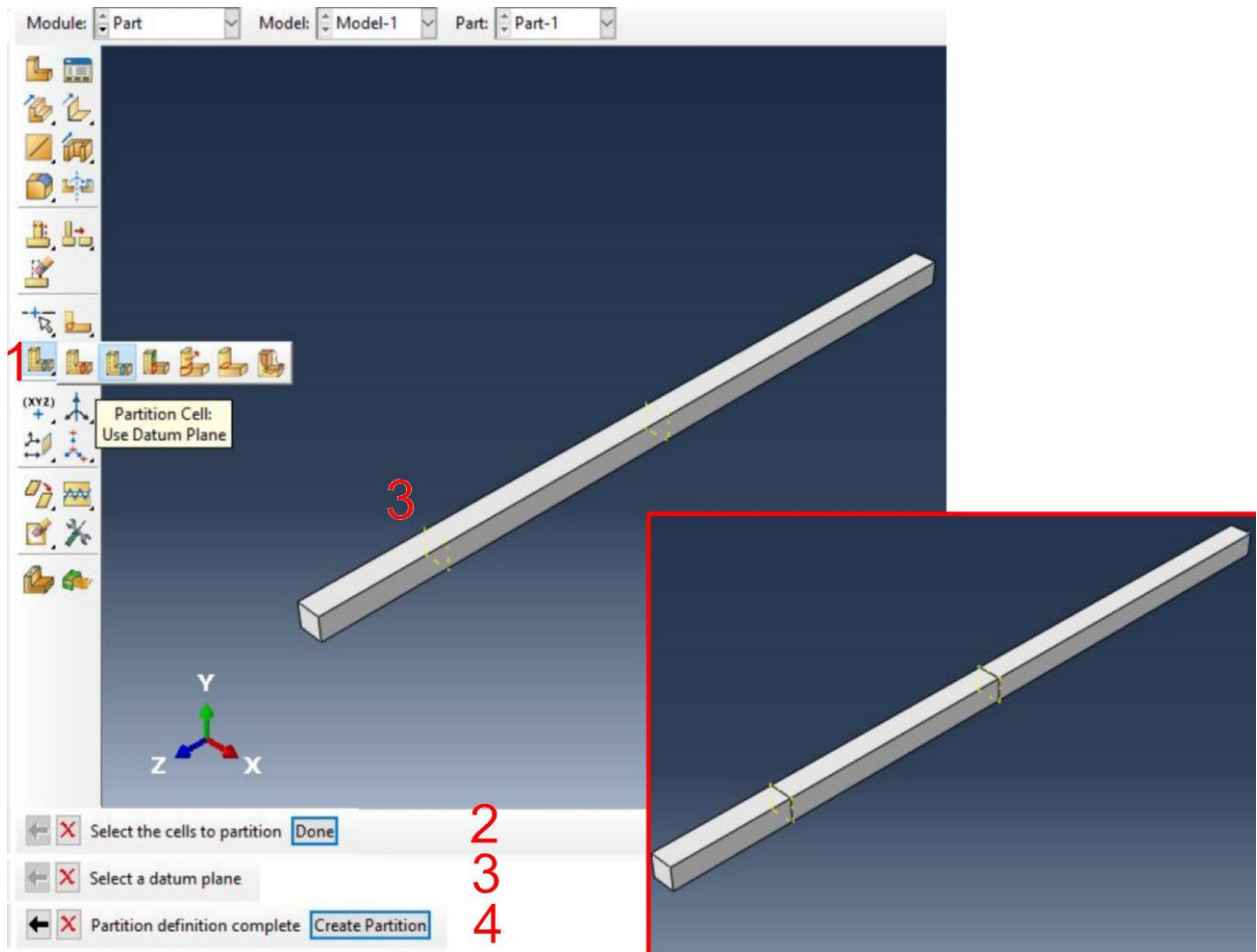 Module: Part Model: Model-1 Part: Part-1
1
(XYZ)
Partition Cell:
Use Datum Plane
3
Y
Z X
Select the cells to partition Done 2
Select a datum plane 3
Partition definition complete Create Partition 4